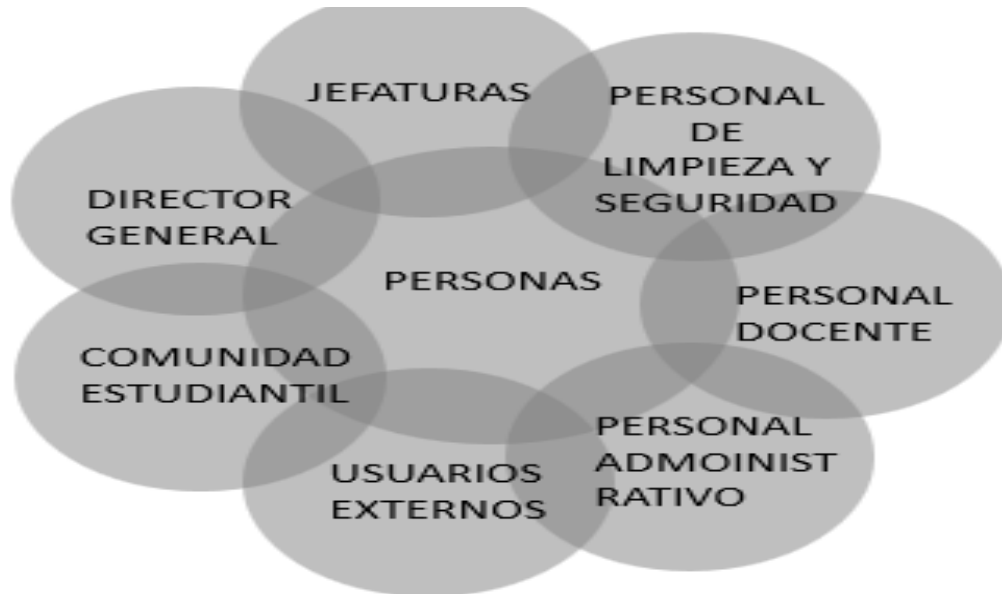 JEFATURAS
PERSONAL
DE
LIMPIEZA Y
SEGURIDAD
DIRECTOR
GENERAL
PERSONAS
PERSONAL
DOCENTE
COMUNIDAD
ESTUDIANTIL
PERSONAL
ADMOINIST
RATIVO
USUARIOS
EXTERNOS